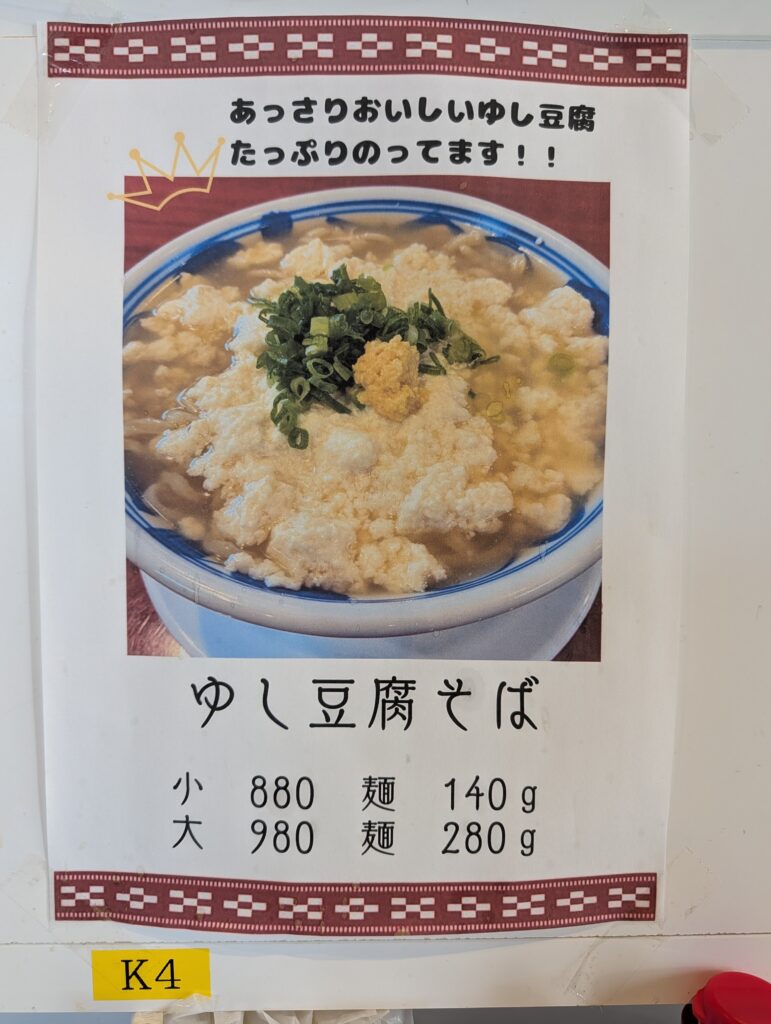 あっさりおいしいゆし豆腐
たっぷりのってます！！
ゆし豆腐そば
小 880 麺 140g
大 980 麺 280g
K4